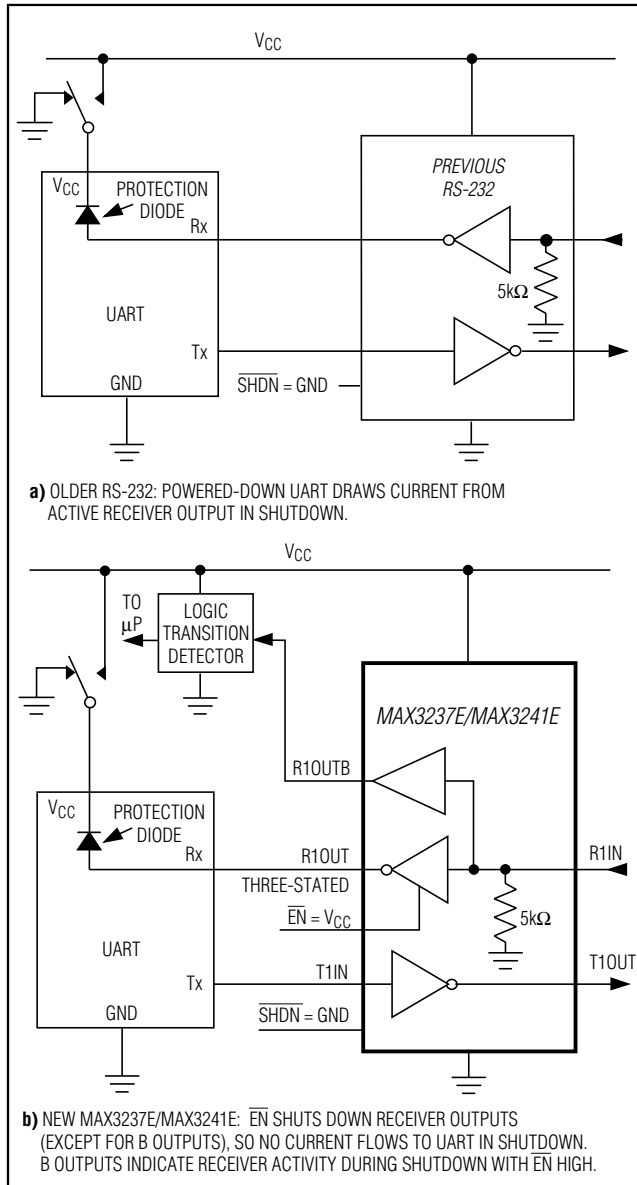 VCC
PREVIOUS
RS-232
VCC
PROTECTION
DIODE
Rx
5kΩ
UART
Tx
GND
SHDN = GND
a) OLDER RS-232: POWERED-DOWN UART DRAWS CURRENT FROM
ACTIVE RECEIVER OUTPUT IN SHUTDOWN.
VCC
TO
μP
LOGIC
TRANSITION
DETECTOR
MAX3237E/MAX3241E
R1OUTB
VCC
PROTECTION
DIODE
Rx
R1OUT
R1IN
THREE-STATED
EN = VCC
5kΩ
UART
Tx
T1IN
T1OUT
GND
SHDN = GND
b) NEW MAX3237E/MAX3241E: EN SHUTS DOWN RECEIVER OUTPUTS
(EXCEPT FOR B OUTPUTS), SO NO CURRENT FLOWS TO UART IN SHUTDOWN.
B OUTPUTS INDICATE RECEIVER ACTIVITY DURING SHUTDOWN WITH EN HIGH.